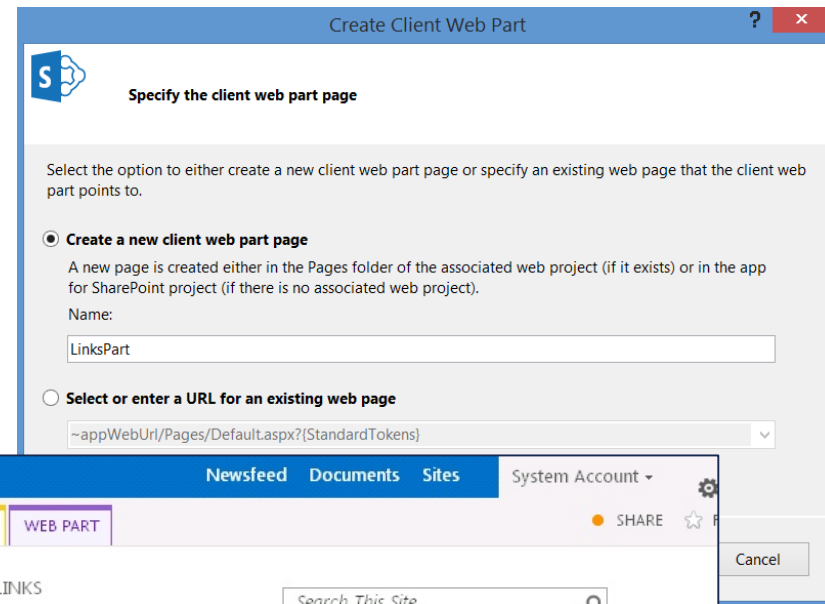 Create Client Web Part
?
Specify the client web part page
Select the option to either create a new client web part page or specify an existing web page that the client web
part points to.
Create a new client web part page
A new page is created either in the Pages folder of the associated web project (if it exists) or in the app
for SharePoint project (if there is no associated web project).
Name:
LinksPart
Select or enter a URL for an existing web page
~appWebUrl/Pages/Default.aspx?{StandardTokens}
Newsfeed Documents Sites System Account
WEB PART SHARE F
Cancel
LINKS
Search This Site